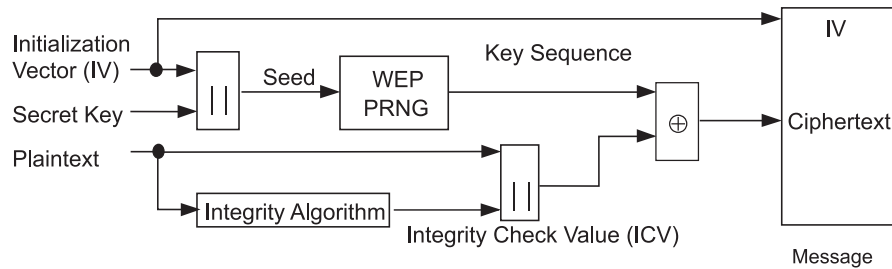 Initialization
Vector (IV)
Secret Key
Plaintext
||
Seed
WEP
PRNG
Key Sequence
Integrity Algorithm
||
Integrity Check Value (ICV)
⊕
IV
Ciphertext
Message